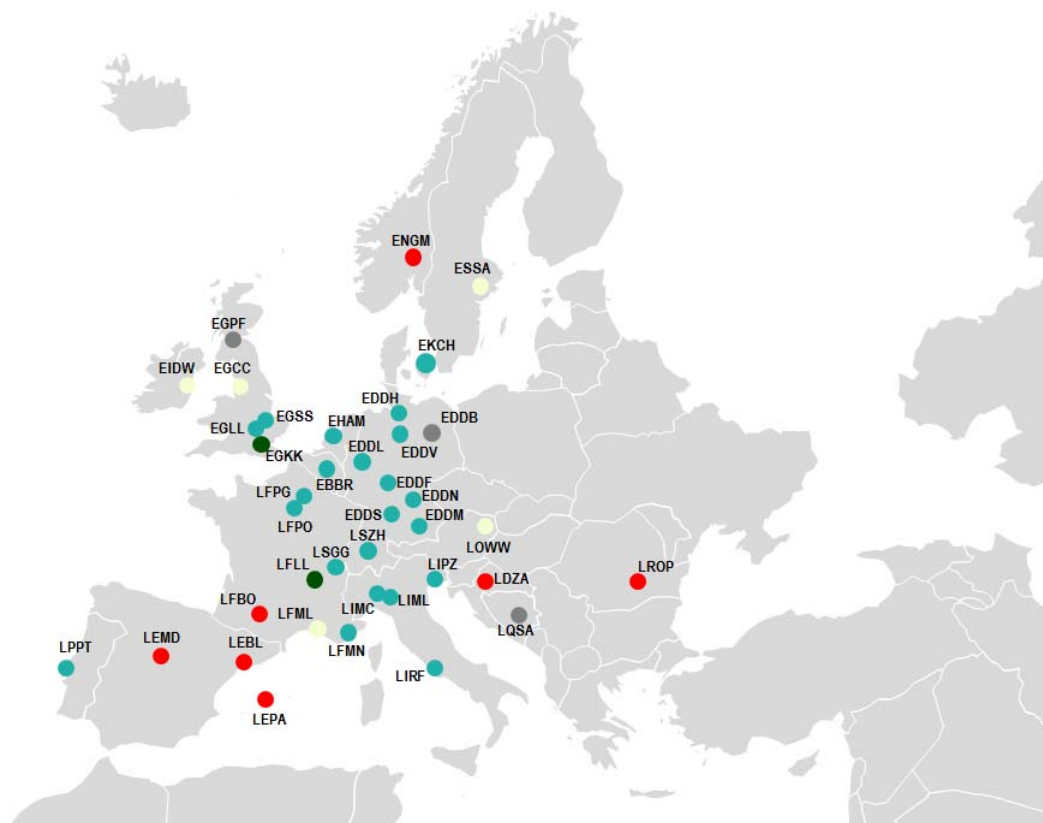 ENGM
ESSA
EGPF
EKCH
EIDW
EGCC
EDDH
EGSS
EHAM
EDDB
EGLL
EDDL
EDDV
EGKK
EBBR
EDDF
LFPG
EDDN
LFPO
EDDS
EDDM
LSZH
LOWW
LSGG
LFLL
LIPZ
LDZA
LROP
LFBO
LFML
LIMC
LIML
LQSA
LPPT
LEMD
LEBL
LFMN
LIRF
LEPA